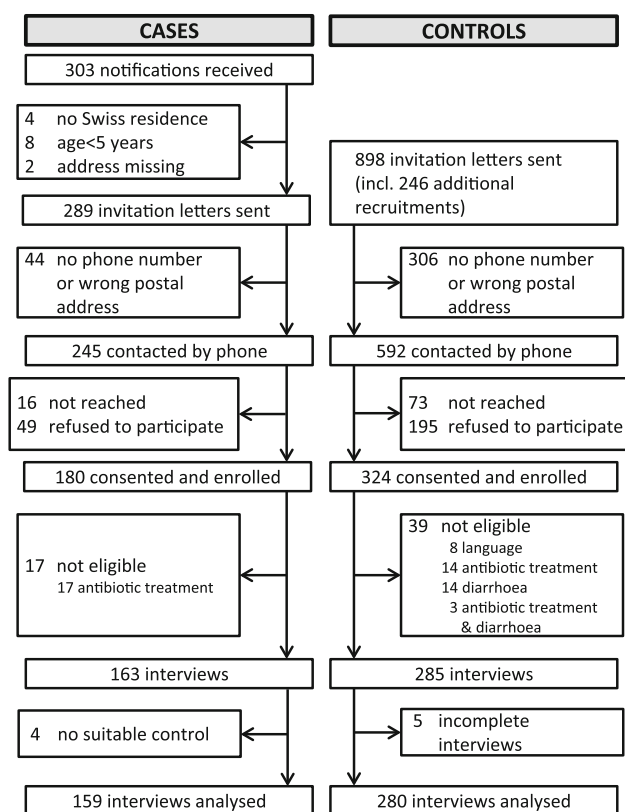 CASES
303 notifications received
4 no Swiss residence
8 age<5 years
2 address missing
289 invitation letters sent
44 no phone number
or wrong postal
address
245 contacted by phone
16 not reached
49 refused to participate
180 consented and enrolled
17 not eligible
17 antibiotic treatment
163 interviews
4 no suitable control
159 interviews analysed
CONTROLS
898 invitation letters sent
(incl. 246 additional
recruitments)
306 no phone number
or wrong postal
address
592 contacted by phone
73 not reached
195 refused to participate
324 consented and enrolled
39 not eligible
8 language
14 antibiotic treatment
14 diarrhoea
3 antibiotic treatment
& diarrhoea
285 interviews
5 incomplete
interviews
280 interviews analysed